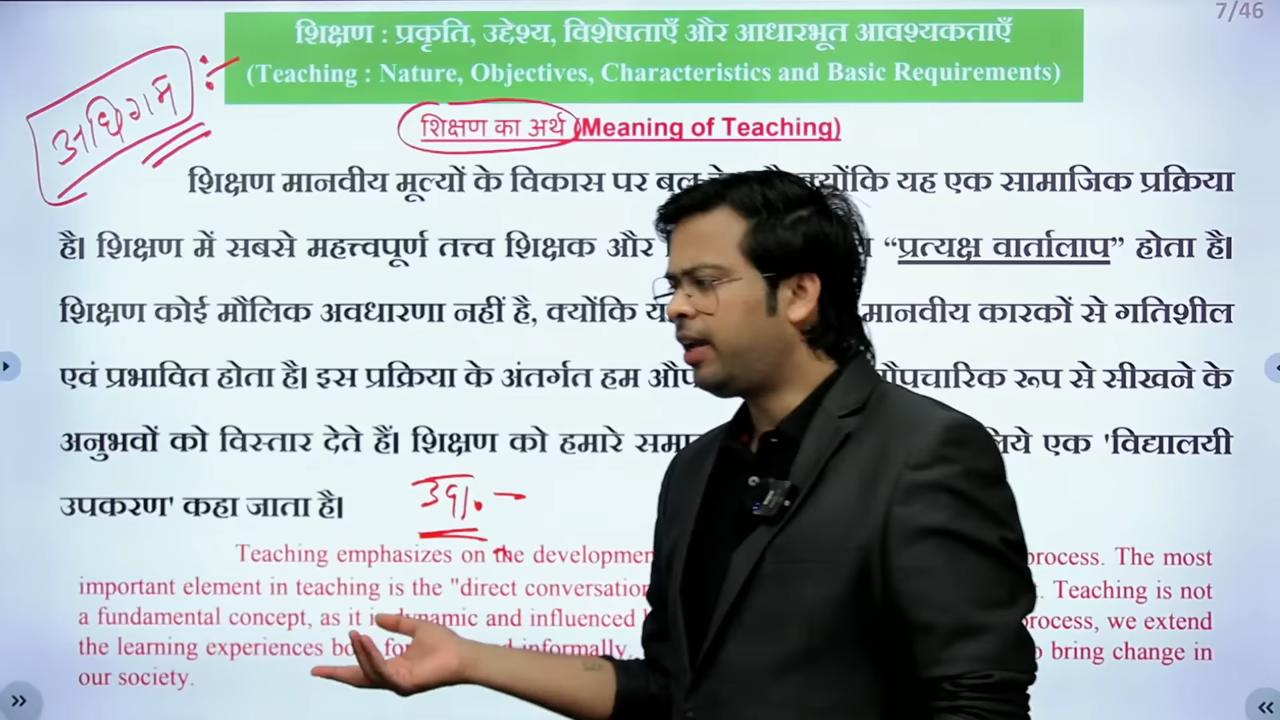 7/46
शिक्षण : प्रकृति, उद्देश्य, विशेषताएँ और आधारभूत आवश्यकताएँ
(Teaching : Nature, Objectives, Characteristics and Basic Requirements)
अधिगम :-
शिक्षण का अर्थ (Meaning of Teaching)
शिक्षण मानवीय मूल्यों के विकास पर बल क्योंकि यह एक सामाजिक प्रक्रिया
है। शिक्षण में सबसे महत्त्वपूर्ण तत्त्व शिक्षक और “प्रत्यक्ष वार्तालाप” होता है।
शिक्षण कोई मौलिक अवधारणा नहीं है, क्योंकि मानवीय कारकों से गतिशील
एवं प्रभावित होता है। इस प्रक्रिया के अंतर्गत हम रूप से सीखने के
अनुभवों को विस्तार देते हैं। शिक्षण को हमारे एक 'विद्यालयी
उपकरण' कहा जाता है।
Teaching emphasizes on the process. The most
important element in teaching is the "direct Teaching is not
a fundamental concept, as it is dynamic and influenced process, we extend
the learning experiences informally. bring change in
our society.